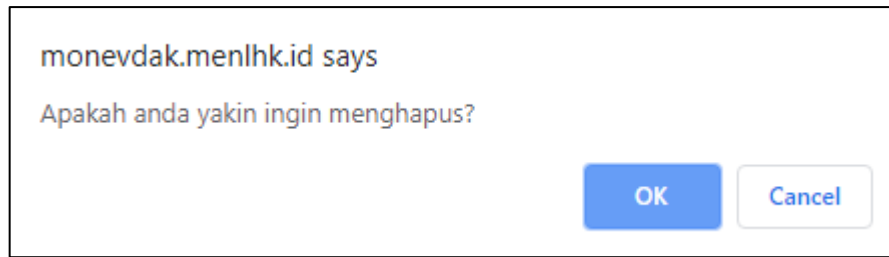 monevdak.menlhk.id says
Apakah anda yakin ingin menghapus?
OK Cancel